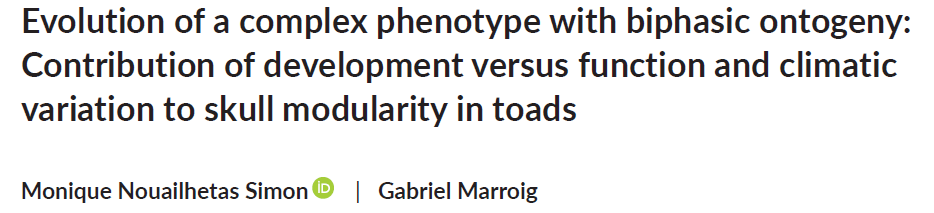 Evolution of a complex phenotype with biphasic ontogeny:
Contribution of development versus function and climatic
variation to skull modularity in toads
Monique Nouailhetas Simon iD | Gabriel Marroig